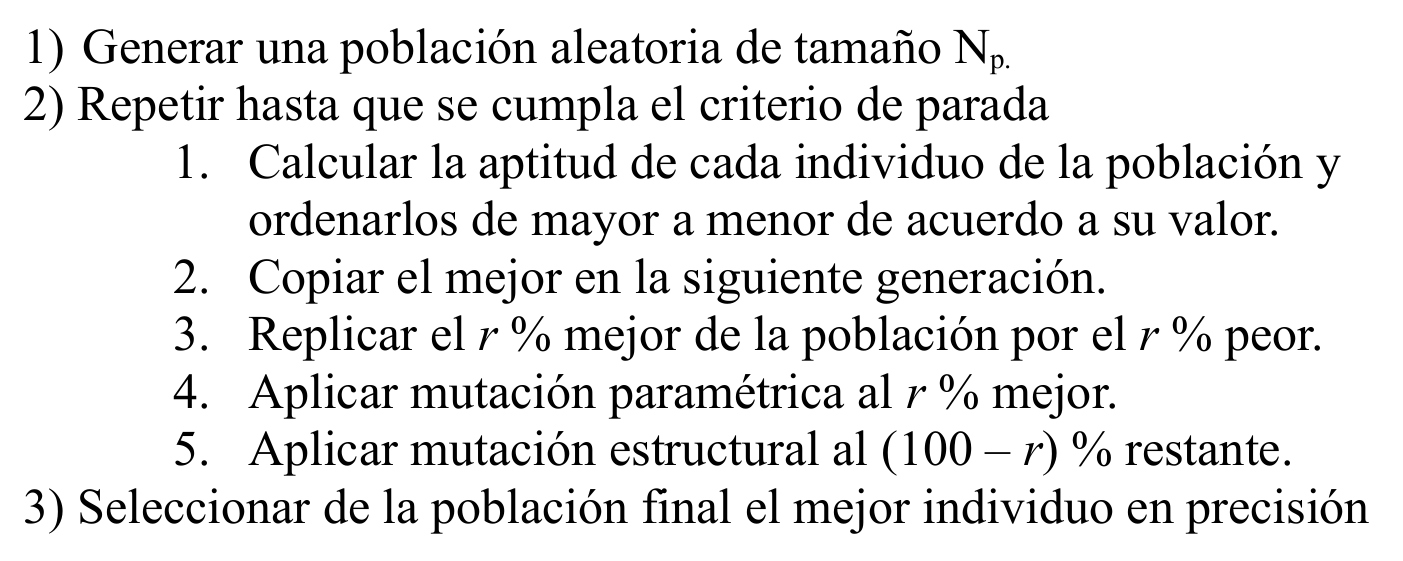 1) Generar una población aleatoria de tamaño Np.
2) Repetir hasta que se cumpla el criterio de parada
1. Calcular la aptitud de cada individuo de la población y
ordenarlos de mayor a menor de acuerdo a su valor.
2. Copiar el mejor en la siguiente generación.
3. Replicar el r % mejor de la población por el r % peor.
4. Aplicar mutación paramétrica al r % mejor.
5. Aplicar mutación estructural al (100 – r) % restante.
3) Seleccionar de la población final el mejor individuo en precisión